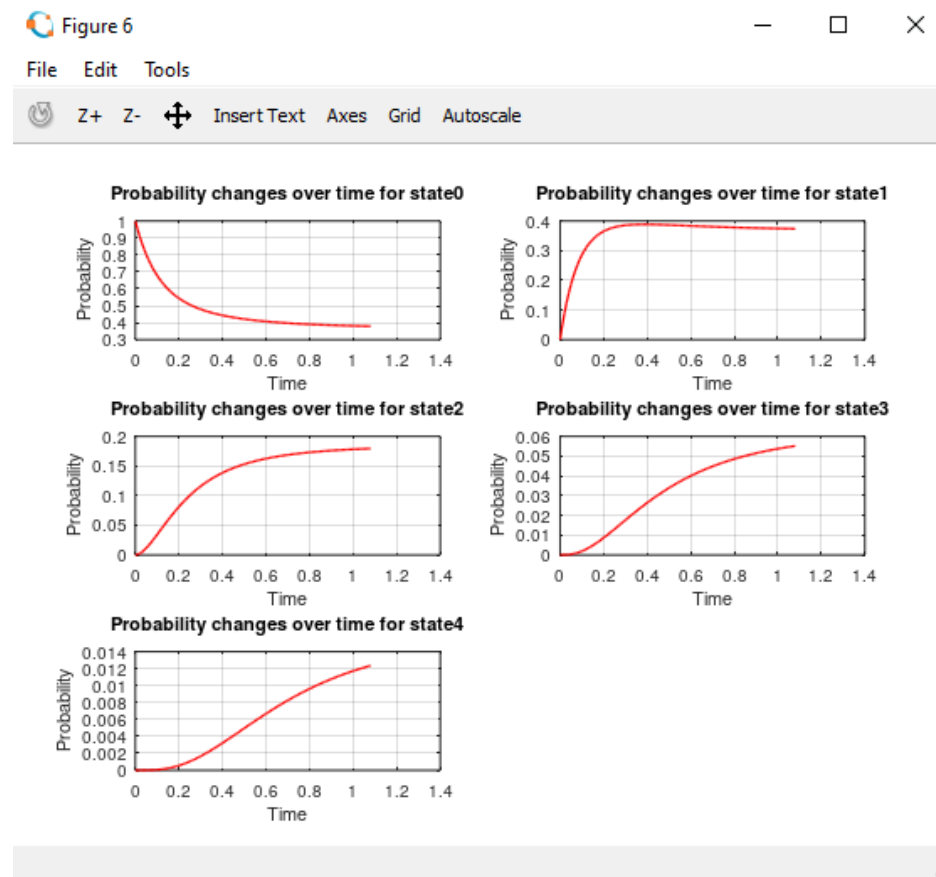 Figure 6
File Edit Tools
Z+ Z- Insert Text Axes Grid Autoscale
Probability changes over time for state0
Probability
1
0.9
0.8
0.7
0.6
0.5
0.4
0.3
0 0.2 0.4 0.6 0.8 1 1.2 1.4
Time
Probability changes over time for state1
Probability
0.4
0.3
0.2
0.1
0
0 0.2 0.4 0.6 0.8 1 1.2 1.4
Time
Probability changes over time for state2
Probability
0.2
0.15
0.1
0.05
0
0 0.2 0.4 0.6 0.8 1 1.2 1.4
Time
Probability changes over time for state3
Probability
0.06
0.05
0.04
0.03
0.02
0.01
0
0 0.2 0.4 0.6 0.8 1 1.2 1.4
Time
Probability changes over time for state4
Probability
0.014
0.012
0.01
0.008
0.006
0.004
0.002
0
0 0.2 0.4 0.6 0.8 1 1.2 1.4
Time